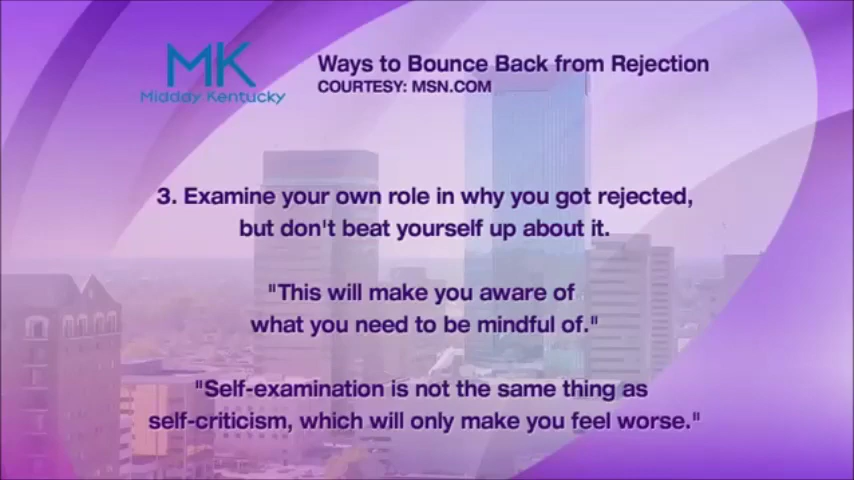 MK
Midday Kentucky
Ways to Bounce Back from Rejection
COURTESY: MSN.COM
3. Examine your own role in why you got rejected,
but don't beat yourself up about it.
"This will make you aware of
what you need to be mindful of."
"Self-examination is not the same thing as
self-criticism, which will only make you feel worse."